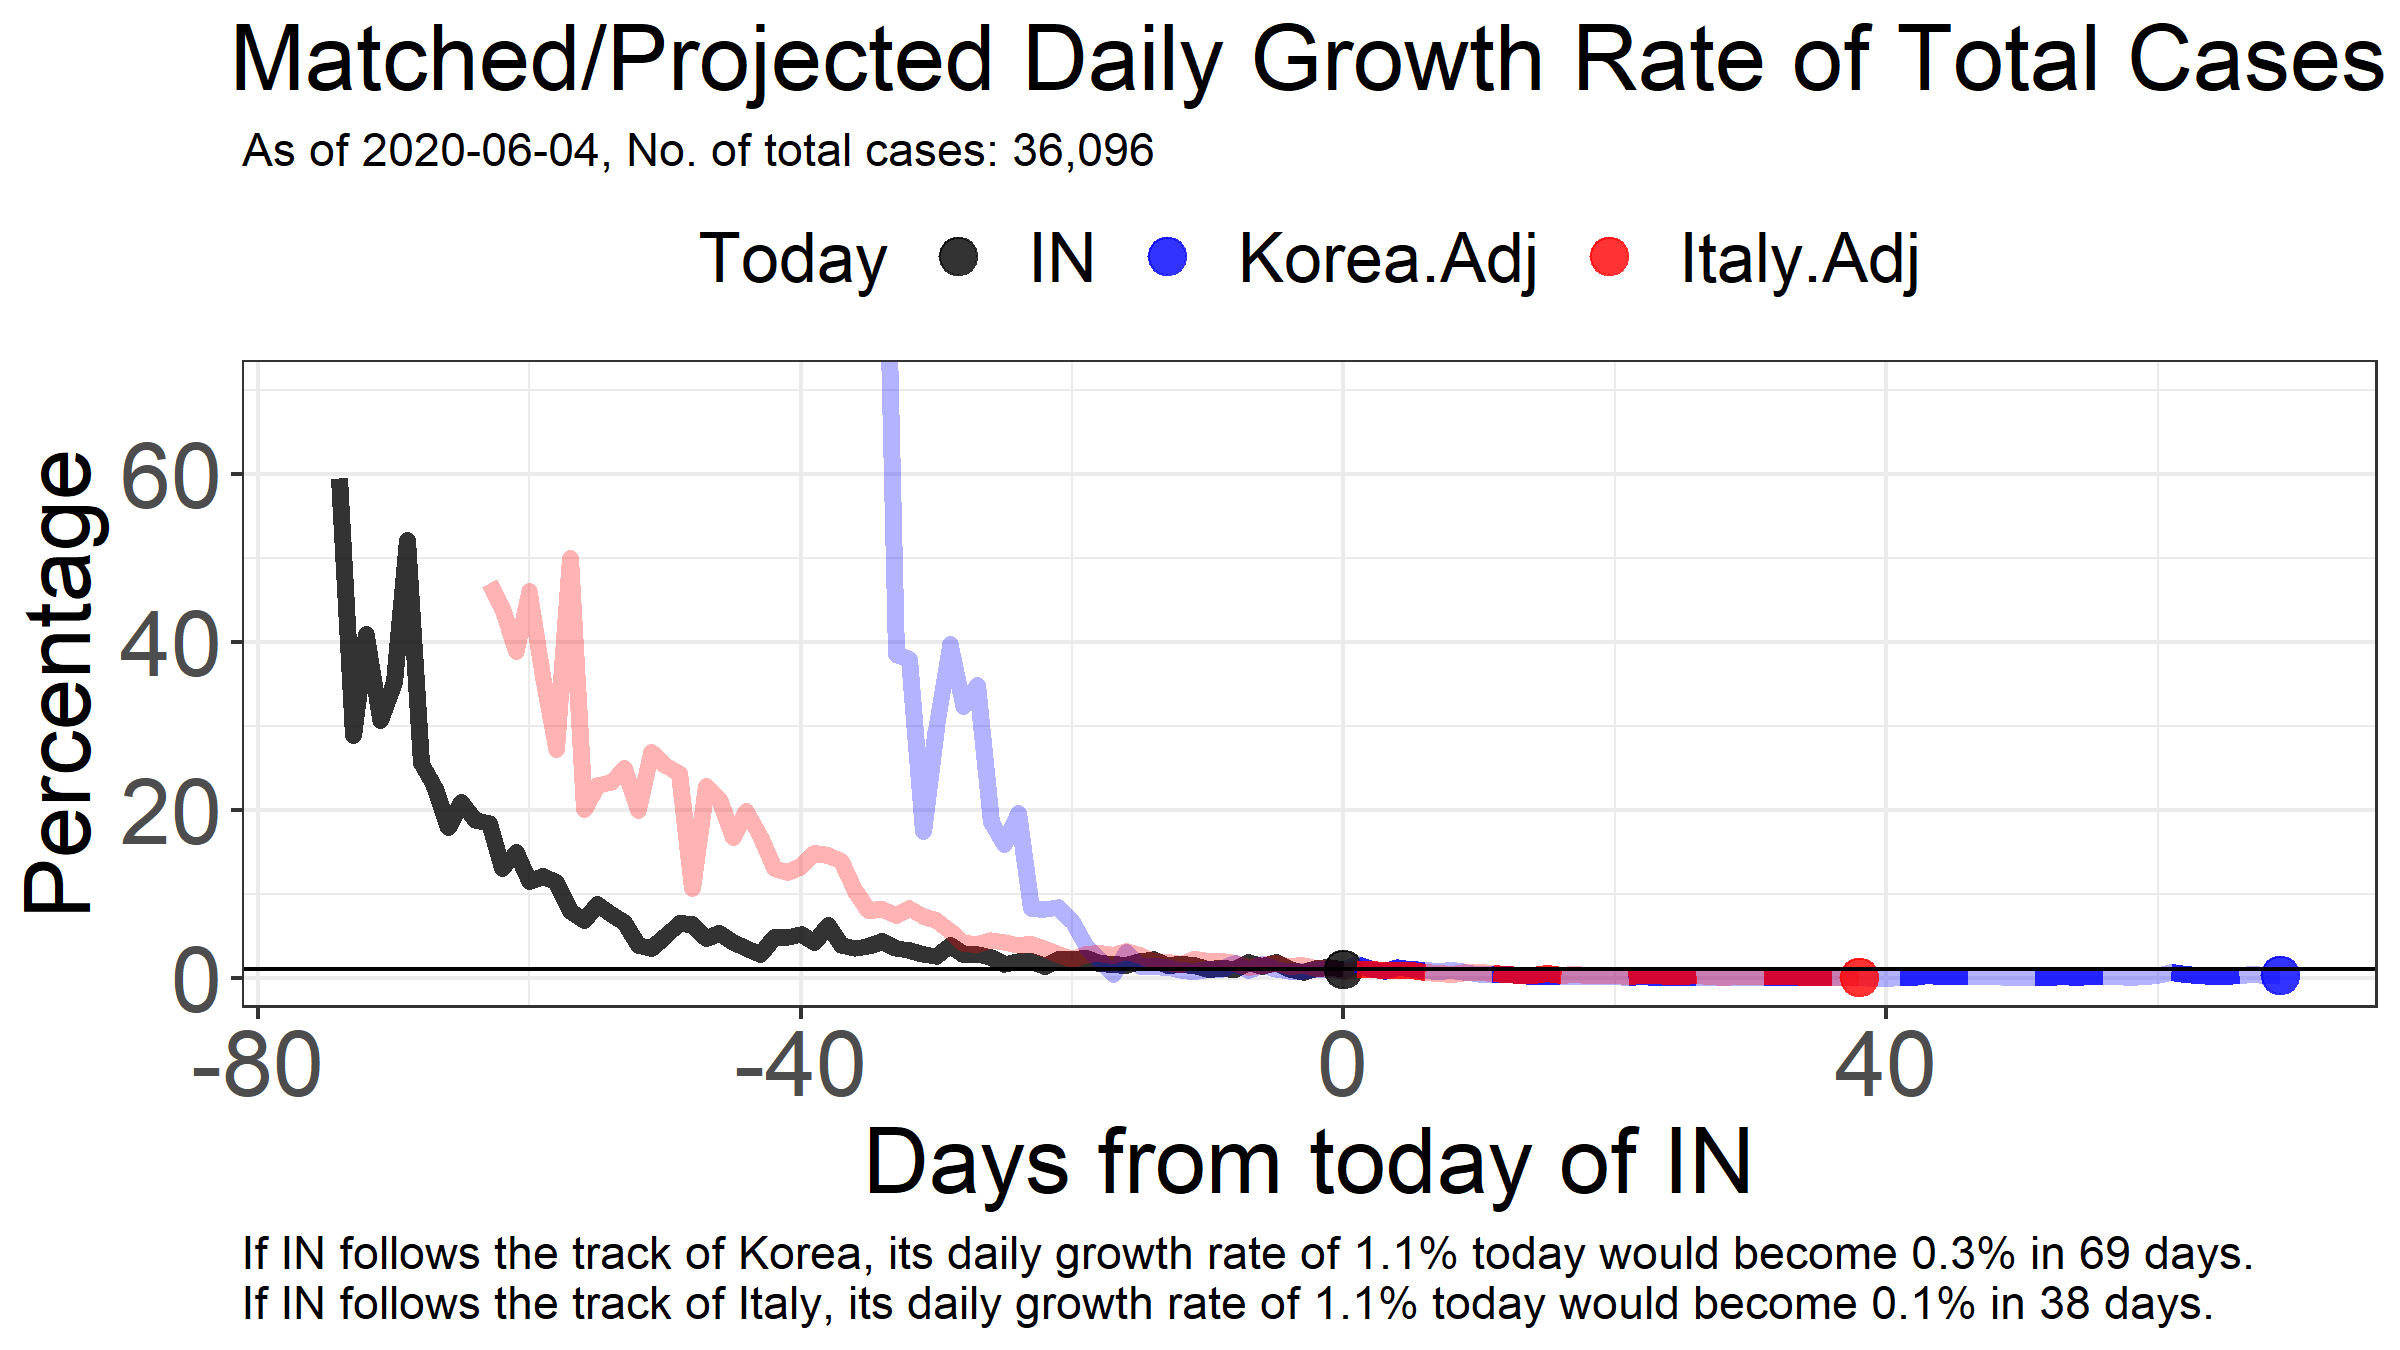 Matched/Projected Daily Growth Rate of Total Cases
As of 2020-06-04, No. of total cases: 36,096
Today IN Korea.Adj Italy.Adj
Percentage
60
40
20
0
-80 -40 0 40
Days from today of IN
If IN follows the track of Korea, its daily growth rate of 1.1% today would become 0.3% in 69 days.
If IN follows the track of Italy, its daily growth rate of 1.1% today would become 0.1% in 38 days.